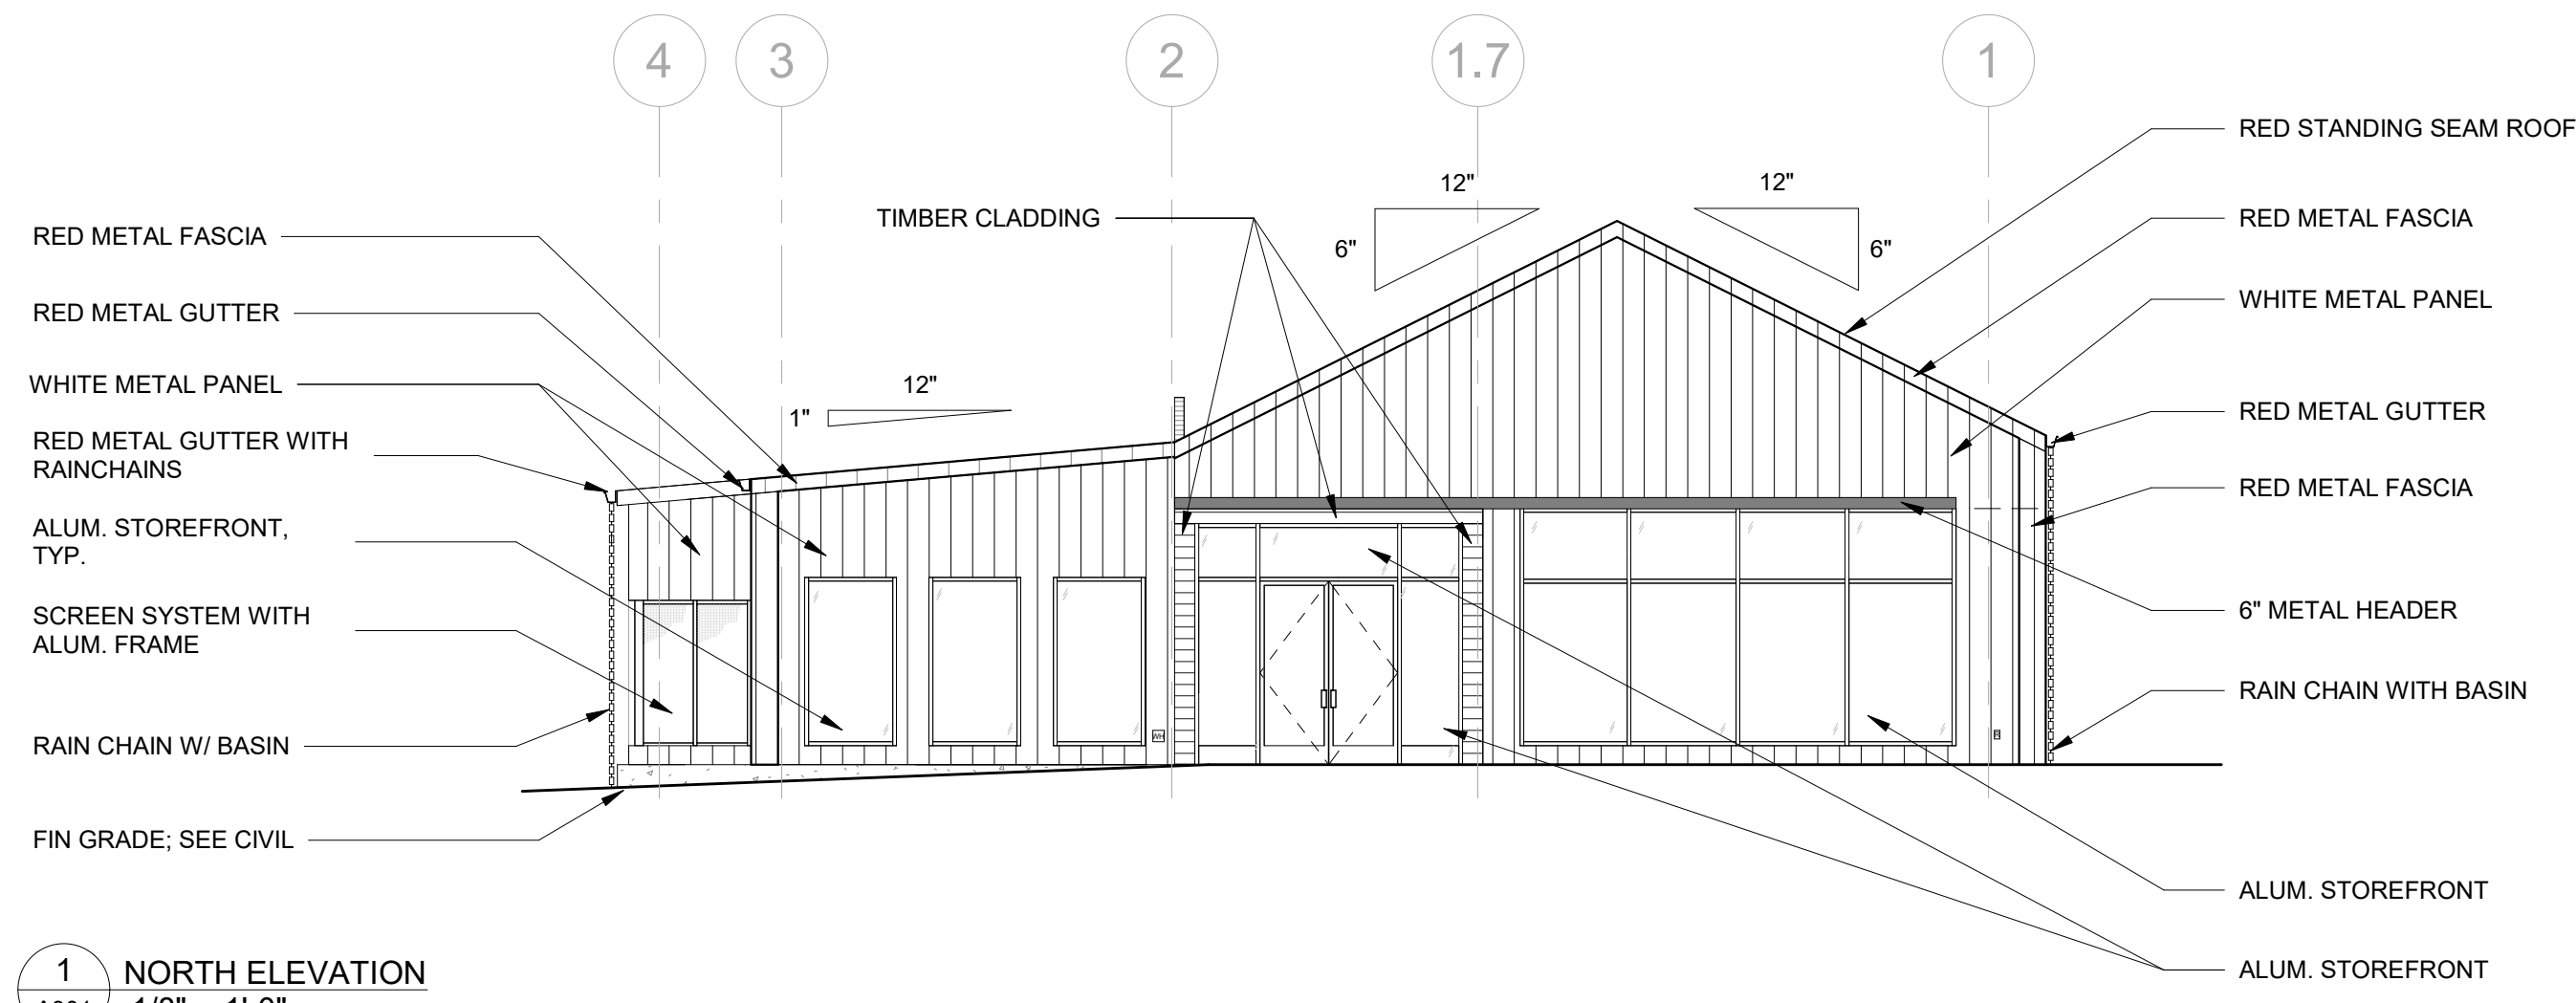 4
3
2
1.7
1
RED STANDING SEAM ROOF
12"
12"
TIMBER CLADDING
RED METAL FASCIA
RED METAL FASCIA
6"
6"
RED METAL GUTTER
WHITE METAL PANEL
WHITE METAL PANEL
12"
1"
RED METAL GUTTER
RED METAL GUTTER WITH
RAINCHAINS
RED METAL FASCIA
ALUM. STOREFRONT,
TYP.
SCREEN SYSTEM WITH
ALUM. FRAME
6" METAL HEADER
RAIN CHAIN WITH BASIN
WH
RAIN CHAIN W/ BASIN
FIN GRADE; SEE CIVIL
ALUM. STOREFRONT
ALUM. STOREFRONT
1
NORTH ELEVATION